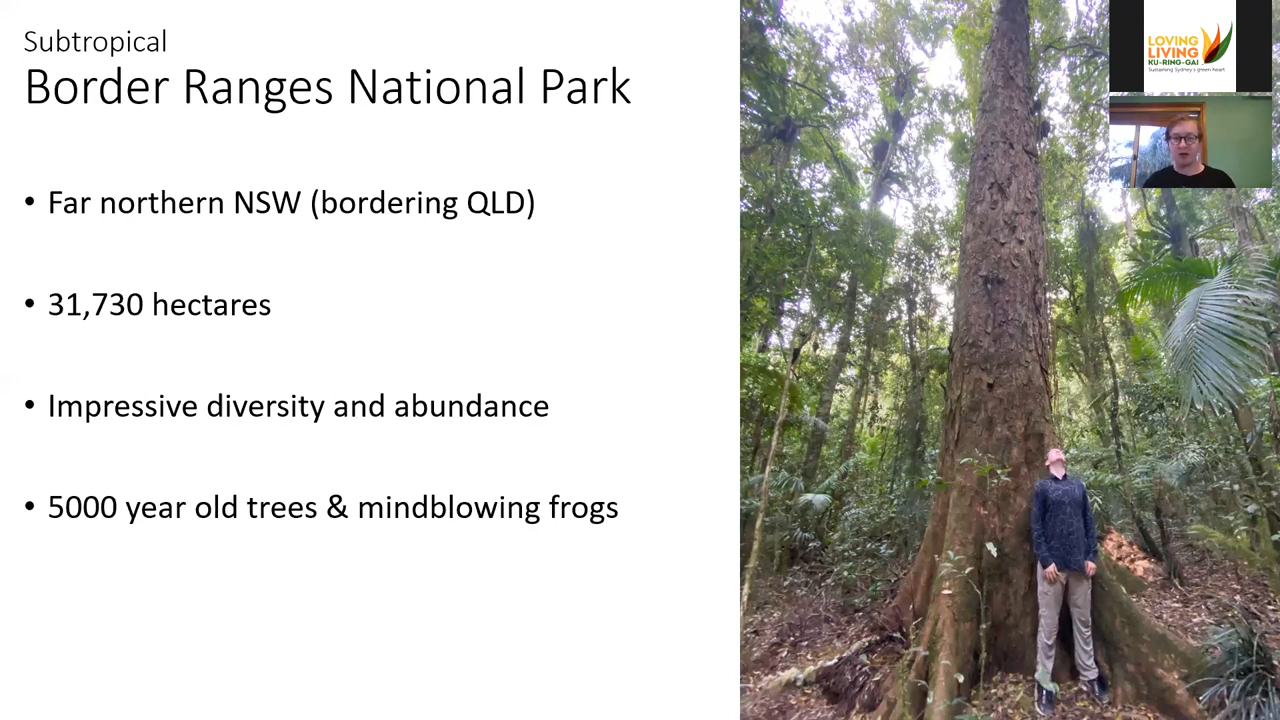 Subtropical
Border Ranges National Park
• Far northern NSW (bordering QLD)
• 31,730 hectares
• Impressive diversity and abundance
• 5000 year old trees & mindblowing frogs
LOVING
LIVING
KU-RING-GAI
Sustaining Sydney's green heart